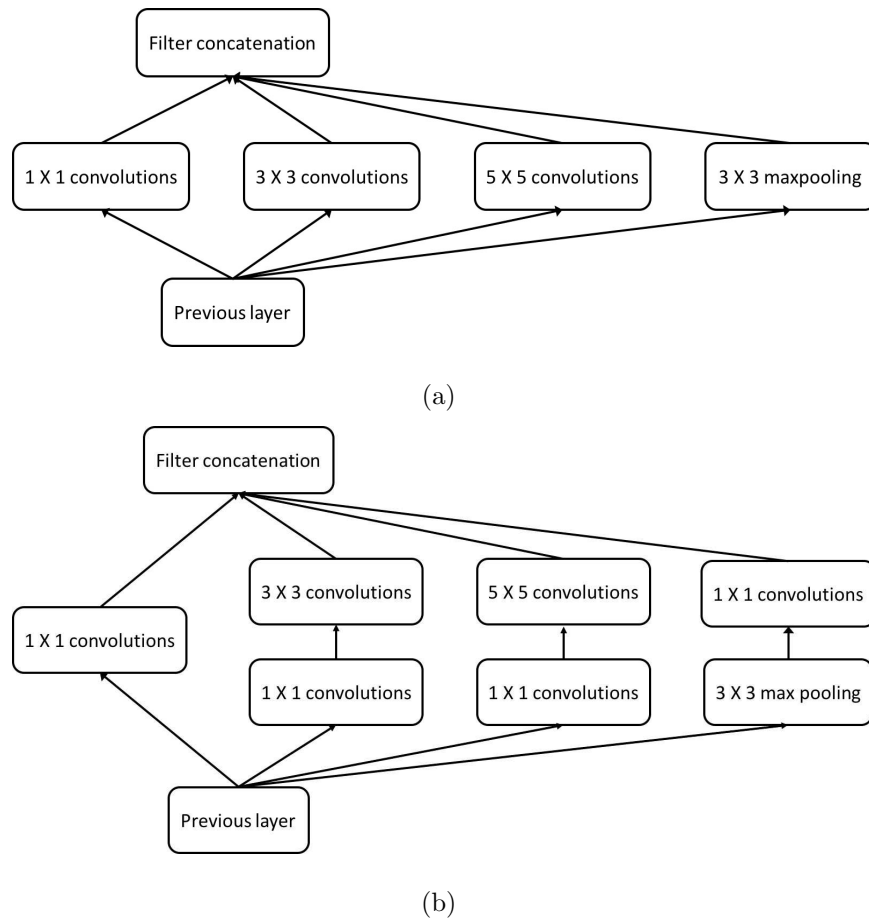 Filter concatenation
1 X 1 convolutions
3 X 3 convolutions
5 X 5 convolutions
3 X 3 maxpooling
Previous layer
(a)
Filter concatenation
3 X 3 convolutions
5 X 5 convolutions
1 X 1 convolutions
1 X 1 convolutions
1 X 1 convolutions
1 X 1 convolutions
3 X 3 max pooling
Previous layer
(b)